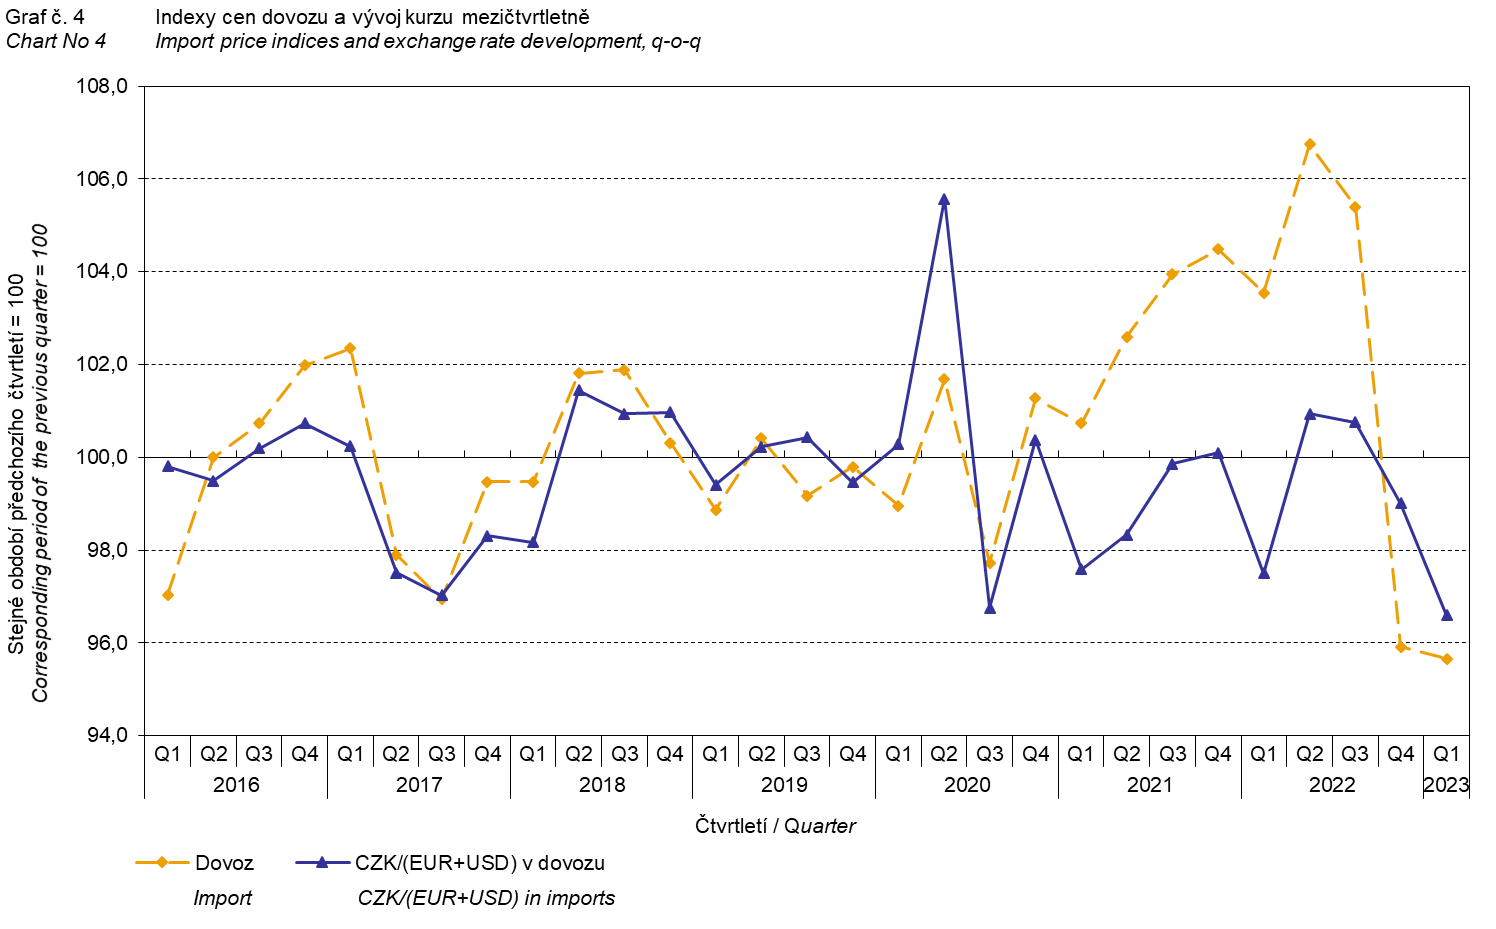 Graf č. 4 Indexy cen dovozu a vývoj kurzu mezičtvrtletně
Chart No 4 Import price indices and exchange rate development, q-o-q
Stejné období předchozího čtvrtletí = 100
Corresponding period of the previous quarter = 100
108,0
106,0
104,0
102,0
100,0
98,0
96,0
94,0
Q1 Q2 Q3 Q4 Q1 Q2 Q3 Q4 Q1 Q2 Q3 Q4 Q1 Q2 Q3 Q4 Q1 Q2 Q3 Q4 Q1 Q2 Q3 Q4 Q1 Q2 Q3 Q4 Q1
2016 2017 2018 2019 2020 2021 2022 2023
Čtvrtletí / Quarter
Dovoz CZK/(EUR+USD) v dovozu
Import CZK/(EUR+USD) in imports